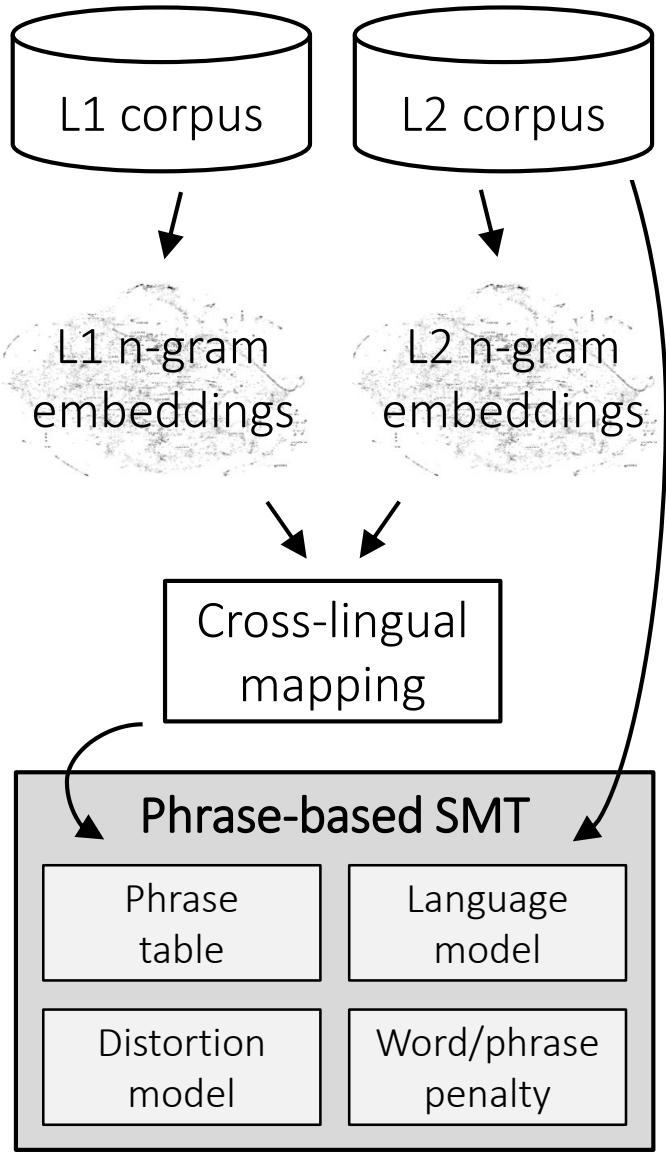 L1 corpus
L2 corpus
L1 n-gram
embeddings
L2 n-gram
embeddings
Cross-lingual
mapping
Phrase-based SMT
Phrase
table
Language
model
Distortion
model
Word/phrase
penalty